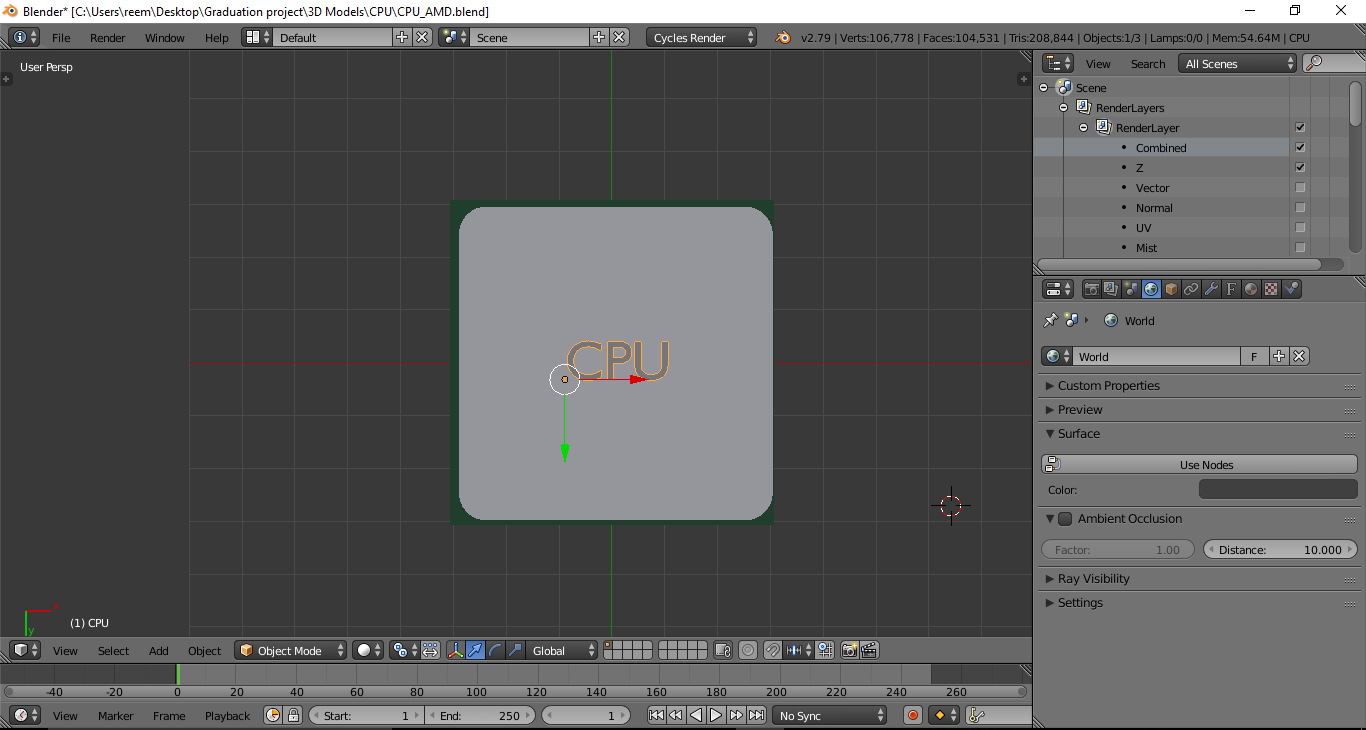 Blender* [C:\Users\reem\Desktop\Graduation project\3D Models\CPU\CPU_AMD.blend]
File Render Window Help Default Scene Cycles Render v2.79 | Verts:106,778 | Faces:104,531 | Tris:208,844 | Objects:1/3 | Lamps:0/0 | Mem:54.64M | CPU
User Persp
CPU
x
y
(1) CPU
View Select Add Object Object Mode Global
-40 -20 0 20 40 60 80 100 120 140 160 180 200 220 240 260
View Marker Frame Playback Start: 1 End: 250 1 No Sync
View Search All Scenes
Scene
RenderLayers
RenderLayer
Combined
Z
Vector
Normal
UV
Mist
World
World F
Custom Properties
Preview
Surface
Use Nodes
Color:
Ambient Occlusion
Factor: 1.00 Distance: 10.000
Ray Visibility
Settings